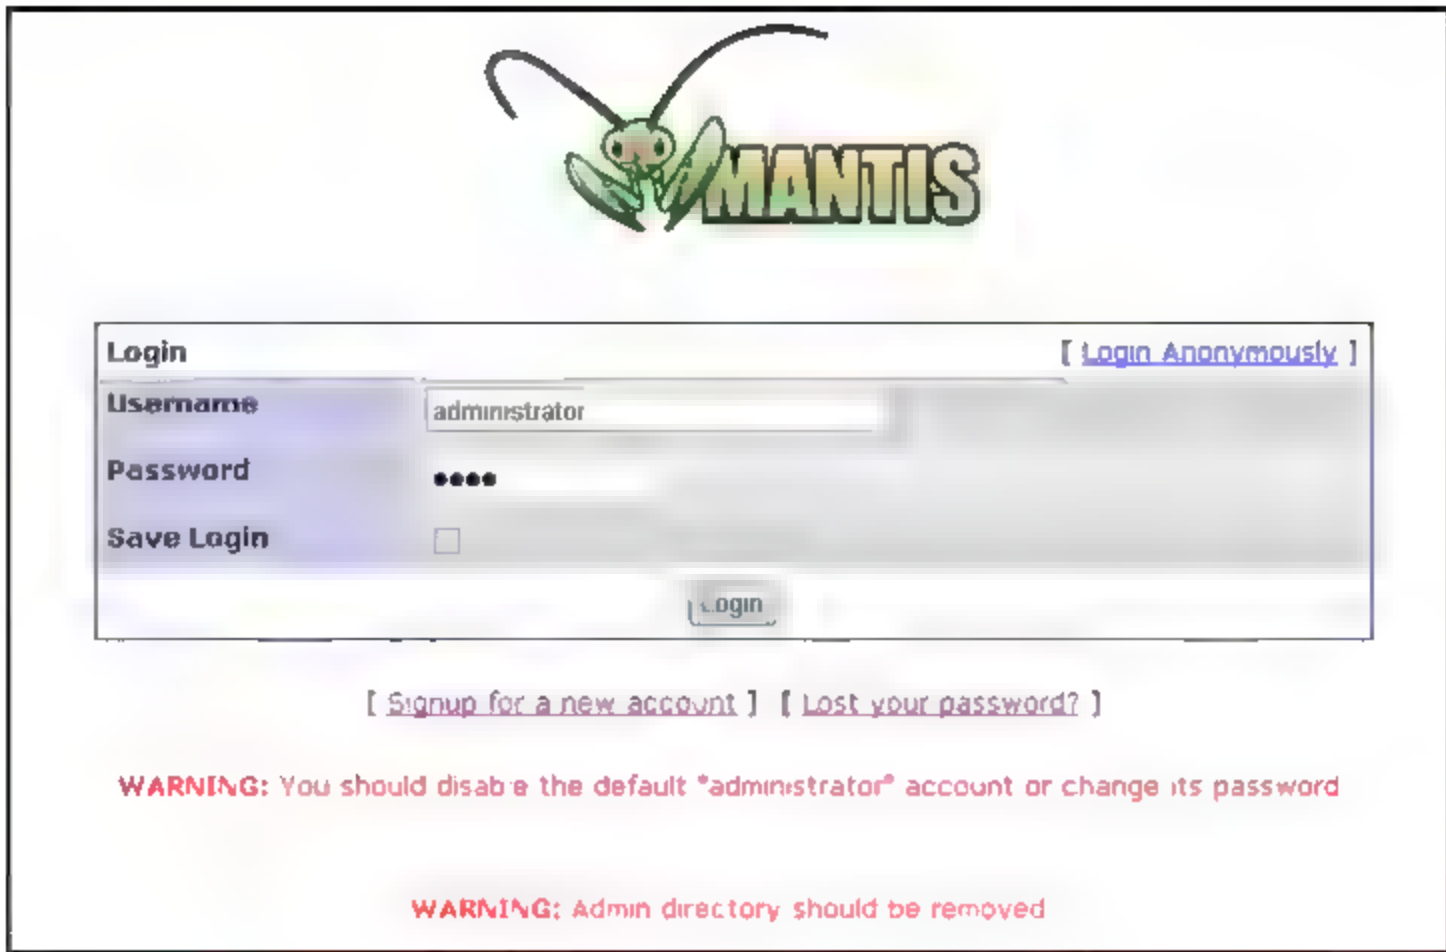 MANTIS
Login [ Login Anonymously ]
Username administrator
Password ••••
Save Login
Login
[ Signup for a new account ] [ Lost your password? ]
WARNING: You should disable the default "administrator" account or change its password
WARNING: Admin directory should be removed